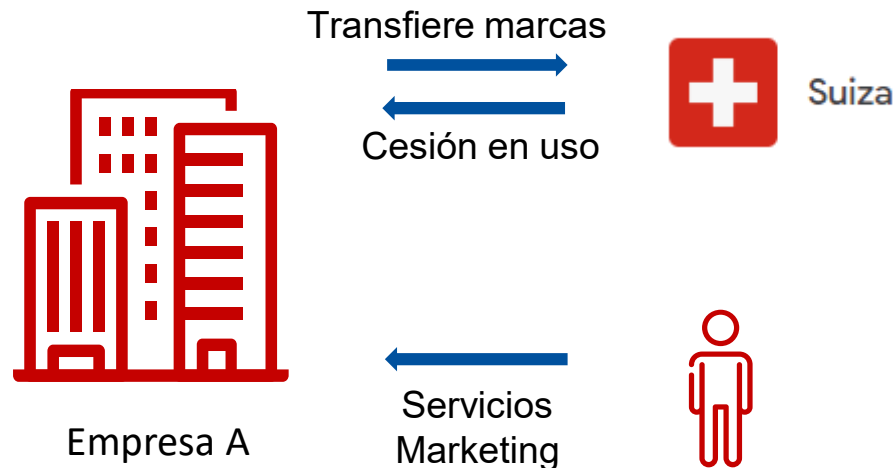 Transfiere marcas
Suiza
Cesión en uso
Servicios
Marketing
Empresa A